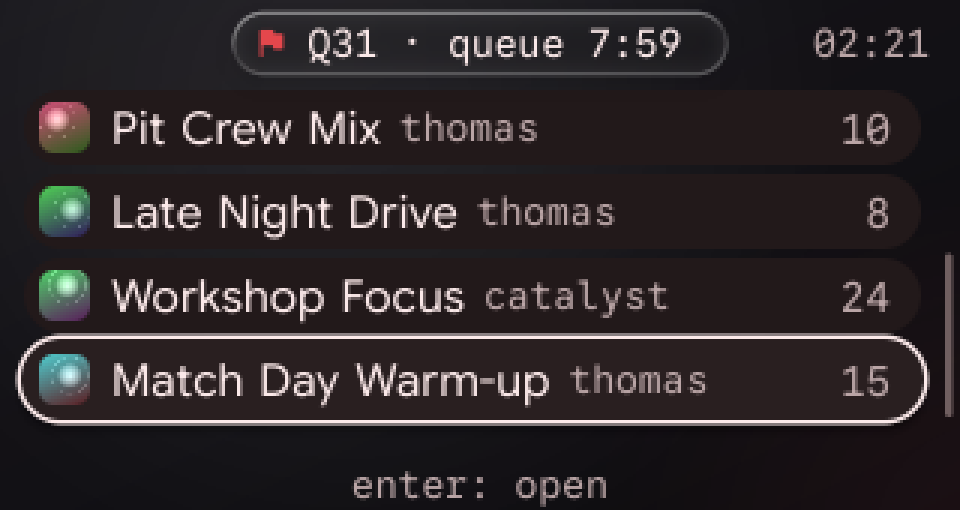 Q31 · queue 7:59 02:21
Pit Crew Mix thomas 10
Late Night Drive thomas 8
Workshop Focus catalyst 24
Match Day Warm-up thomas 15
enter: open